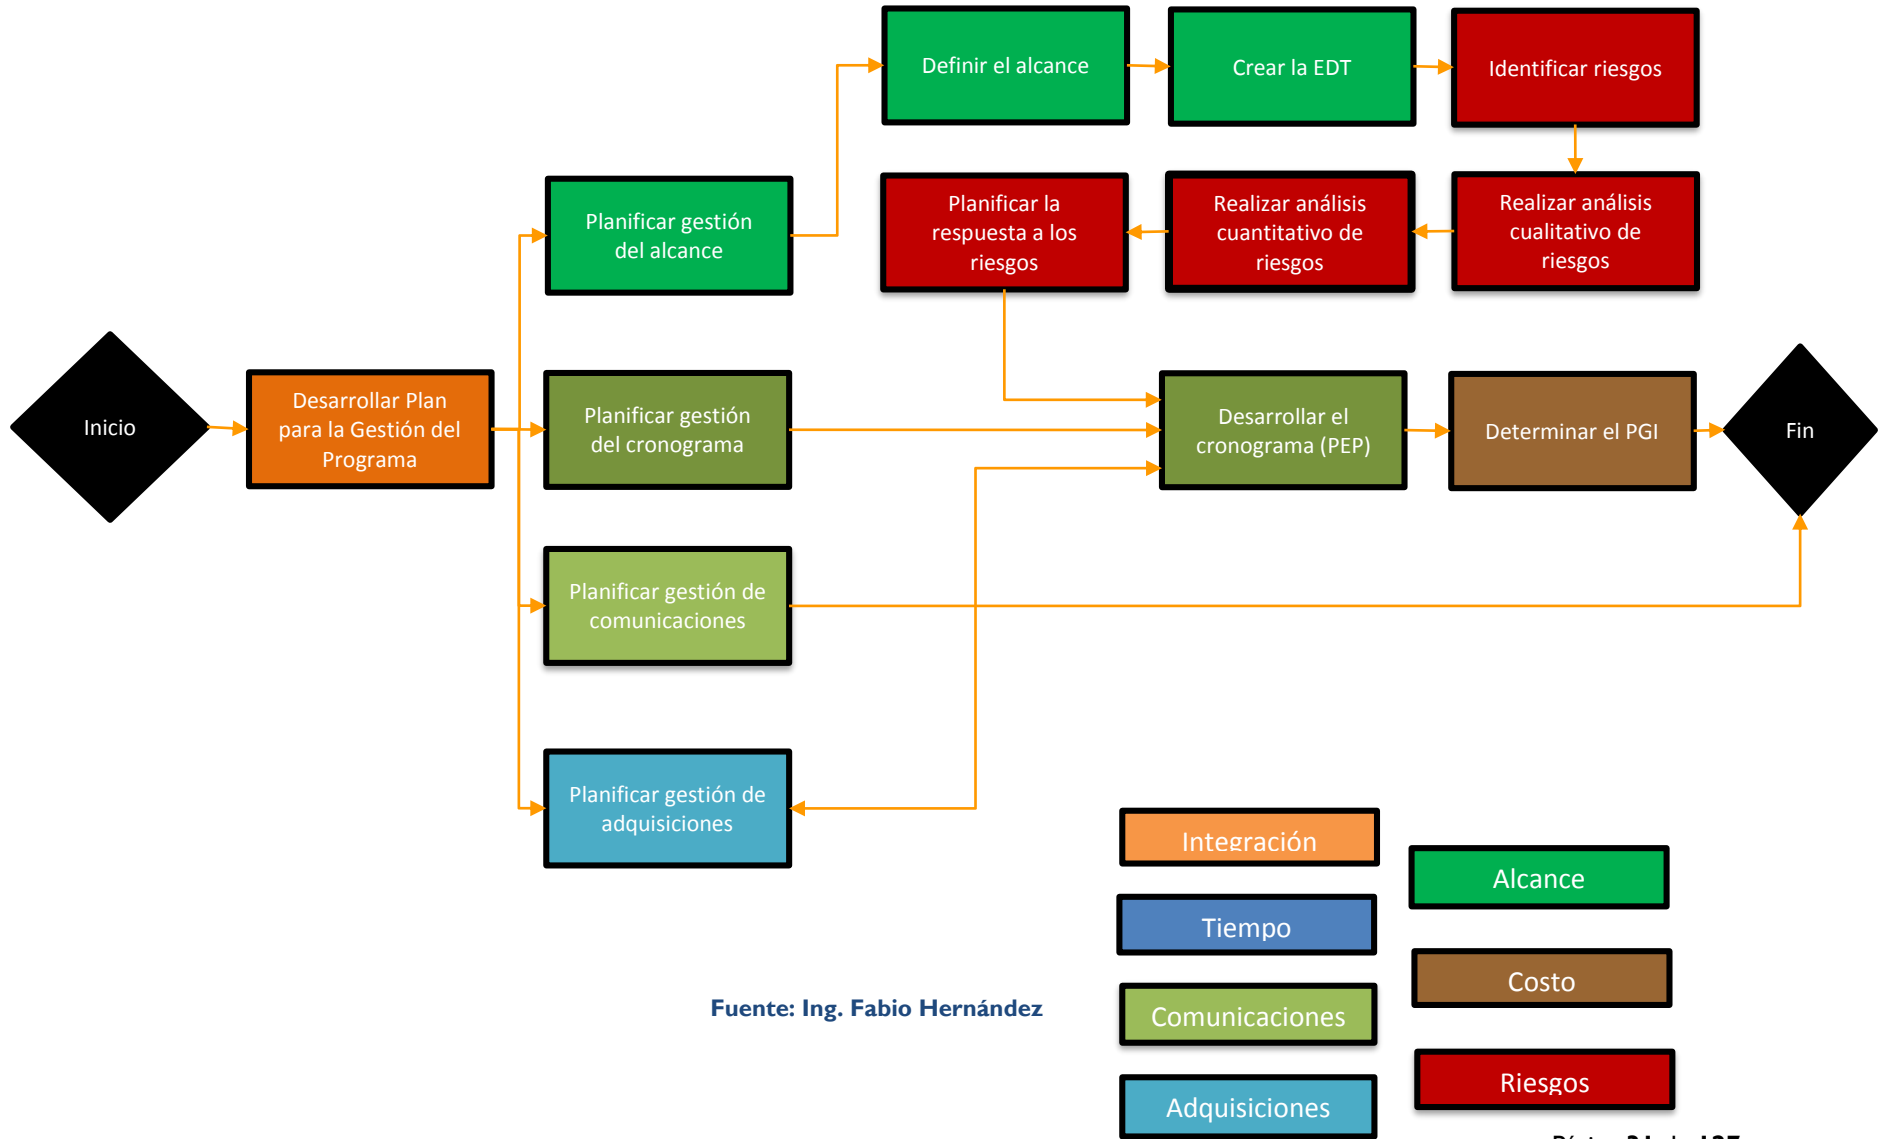 Definir el alcance
Crear la EDT
Identificar riesgos
Planificar gestión
del alcance
Planificar la
respuesta a los
riesgos
Realizar análisis
cuantitativo de
riesgos
Realizar análisis
cualitativo de
riesgos
Inicio
Desarrollar Plan
para la Gestión del
Programa
Planificar gestión
del cronograma
Desarrollar el
cronograma (PEP)
Determinar el PGI
Fin
Planificar gestión de
comunicaciones
Planificar gestión de
adquisiciones
Integración
Alcance
Tiempo
Costo
Fuente: Ing. Fabio Hernández
Comunicaciones
Riesgos
Adquisiciones